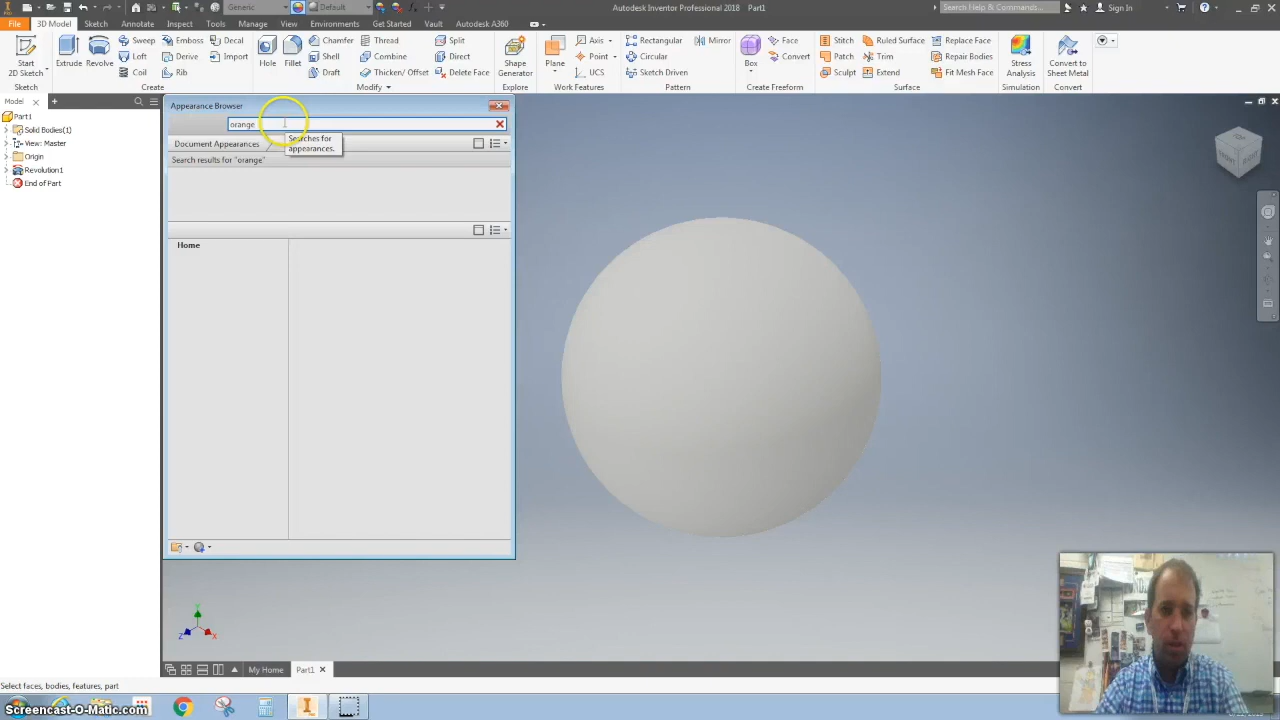 Generic
Default
Autodesk Inventor Professional 2018 Part1
Search Help & Commands...
Sign In
File
3D Model
Sketch
Annotate
Inspect
Tools
Manage
View
Environments
Get Started
Vault
Autodesk A360
Start
2D Sketch
Extrude
Revolve
Sweep
Emboss
Decal
Loft
Derive
Import
Coil
Rib
Create
Hole
Fillet
Chamfer
Thread
Split
Shell
Combine
Direct
Draft
Thicken/ Offset
Delete Face
Modify
Shape
Generator
Explore
Plane
Axis
Point
UCS
Work Features
Rectangular
Mirror
Circular
Sketch Driven
Pattern
Box
Face
Convert
Create Freeform
Stitch
Ruled Surface
Replace Face
Patch
Trim
Repair Bodies
Sculpt
Extend
Fit Mesh Face
Surface
Stress
Analysis
Simulation
Convert to
Sheet Metal
Convert
Model
Part1
Solid Bodies(1)
View: Master
Origin
Revolution1
End of Part
Appearance Browser
orange
Searches for
appearances.
Document Appearances
Search results for "orange"
Home
TOP
FRONT
RIGHT
Y
Z
X
My Home
Part1
Select faces, bodies, features, part
Screencast-O-Matic.com